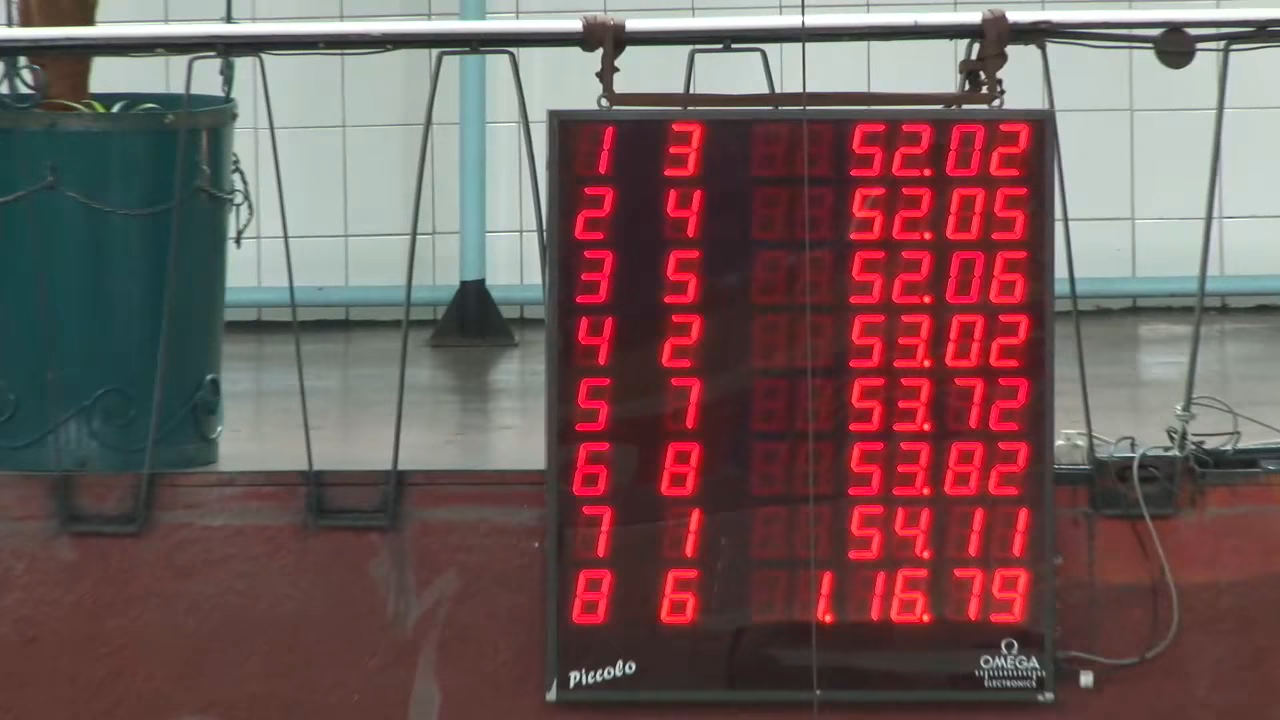 1 3 52.02
2 4 52.05
3 5 52.06
4 2 53.02
5 7 53.72
6 8 53.82
7 1 54.11
8 6 1.16.79
Piccolo
Ω OMEGA
ELECTRONICS